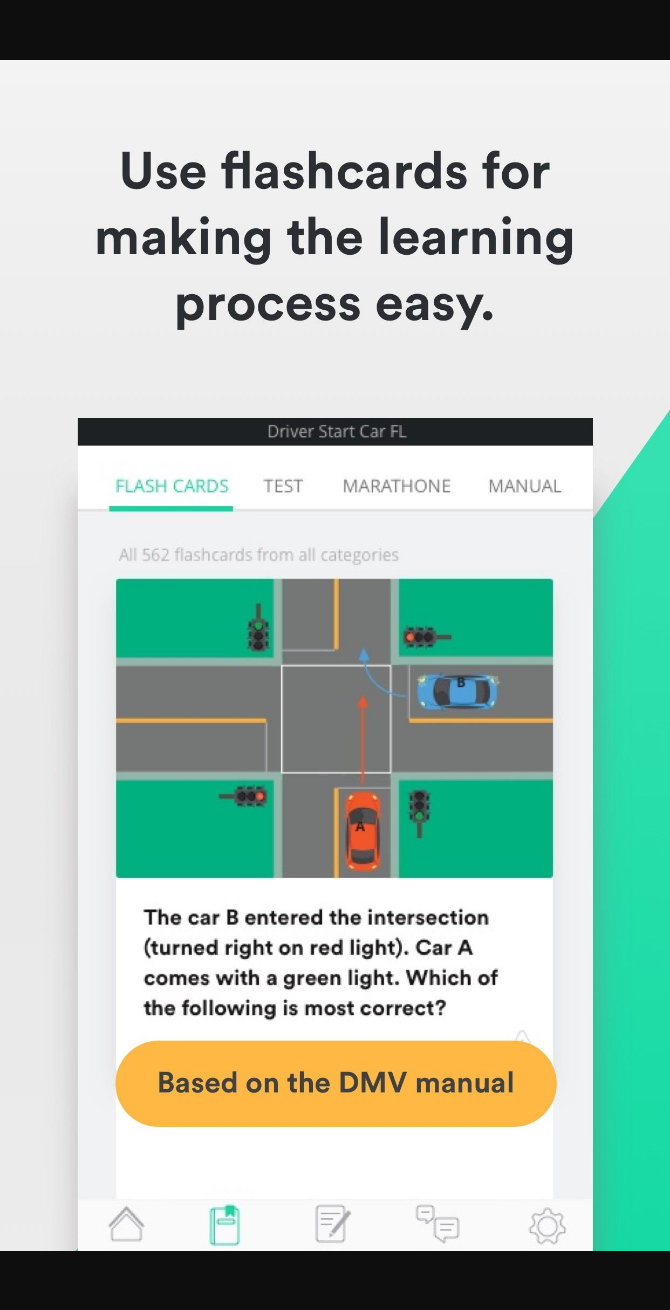 Use flashcards for
making the learning
process easy.
Driver Start Car FL
FLASH CARDS TEST MARATHONE MANUAL
All 562 flashcards from all categories
B
A
The car B entered the intersection
(turned right on red light). Car A
comes with a green light. Which of
the following is most correct?
Based on the DMV manual